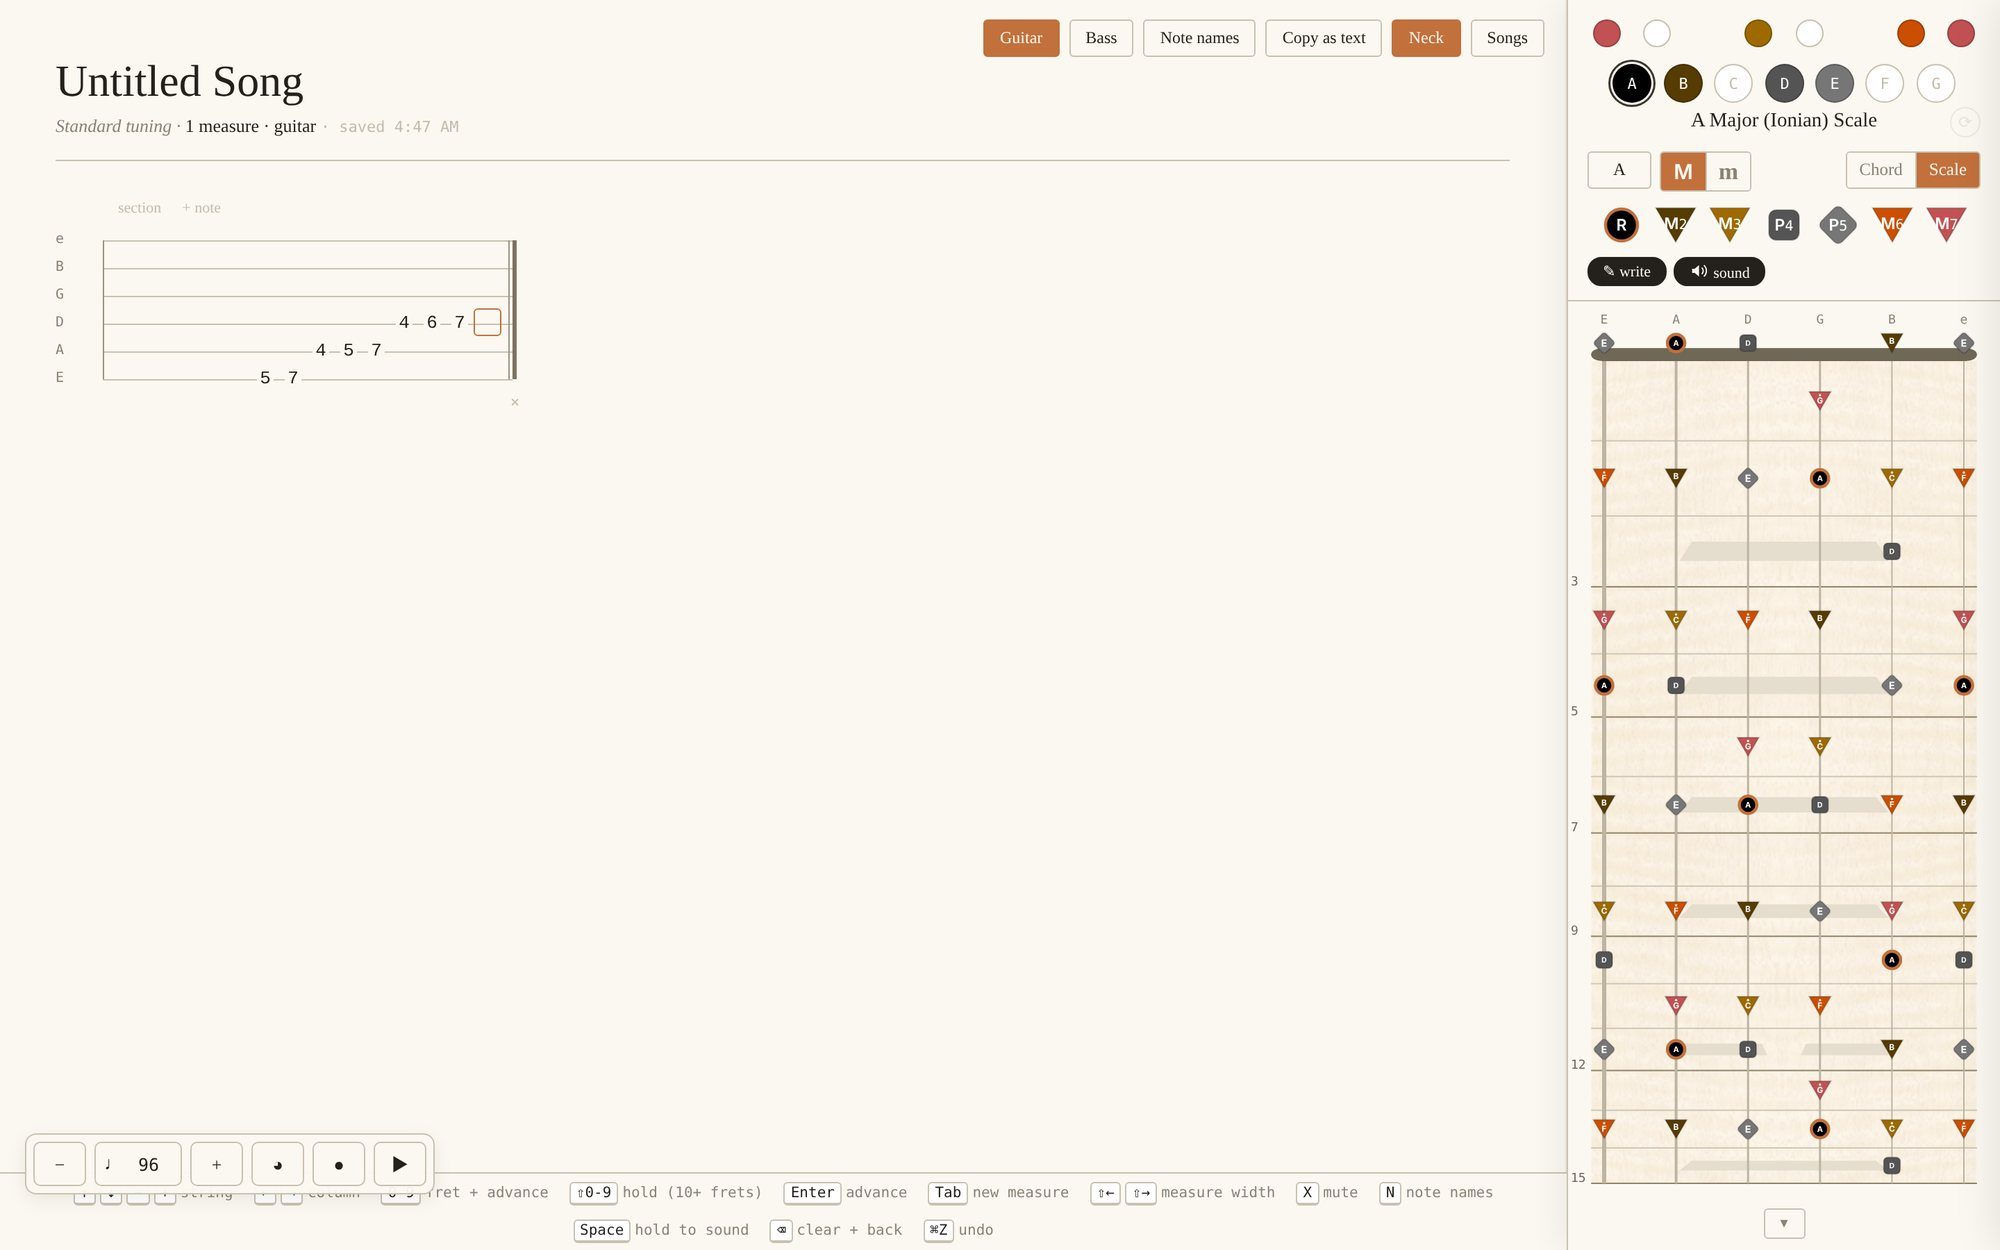 Guitar Bass Note names Copy as text Neck Songs
Untitled Song
Standard tuning · 1 measure · guitar · saved 4:47 AM
section + note
e
B
G
D 4 6 7
A 4 5 7
E 5 7
×
− ♩ 96 +
string column fret + advance ⇧0-9 hold (10+ frets) Enter advance Tab new measure ⇧← ⇧→ measure width X mute N note names
Space hold to sound ⌫ clear + back ⌘Z undo
A B C D E F G
A Major (Ionian) Scale
A M m Chord Scale
R M2 M3 P4 P5 M6 M7
✎ write sound
E A D G B e
E A D B E
G
F B E A C F
D
3
G C F B G
A D E A
5
G C
B E A D F B
7
C F B E G C
9
D A D
G C F
E A D B E
12
G
F B E A C F
D
15
▼